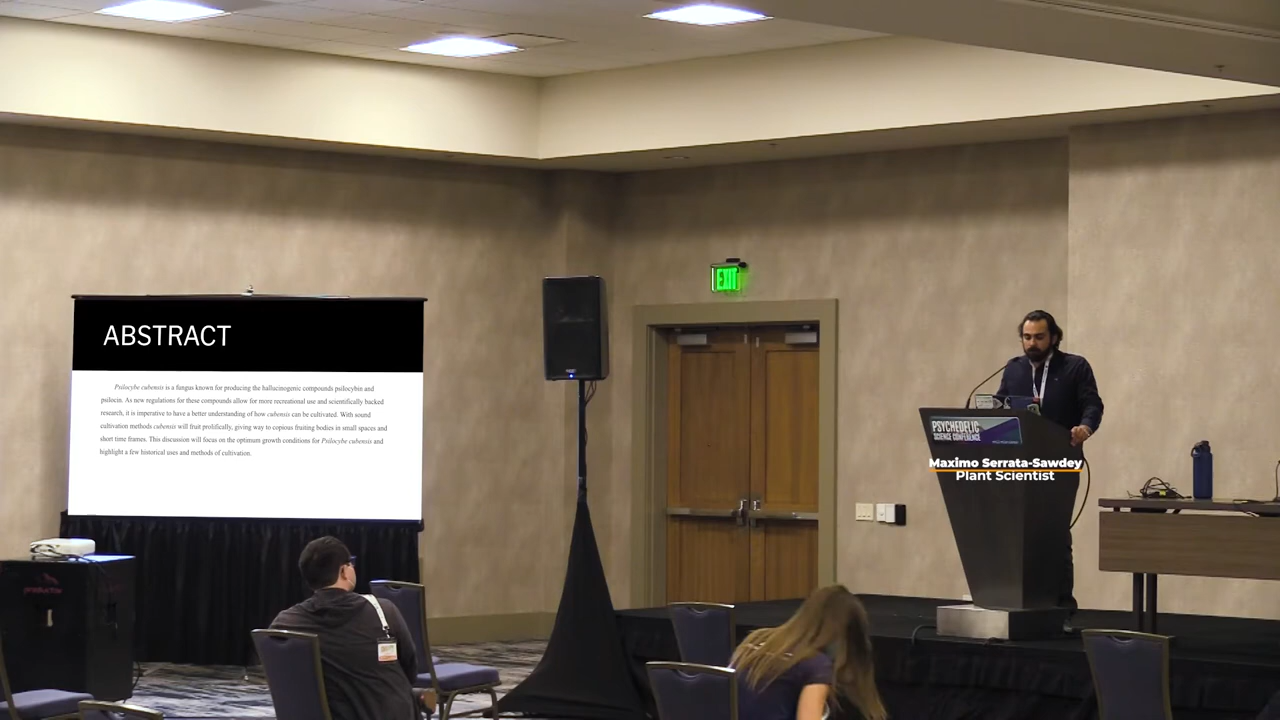 EXIT
ABSTRACT
Psilocybe cubensis is a fungus known for producing the hallucinogenic compounds psilocybin and
psilocin. As new regulations for these compounds allow for more recreational use and scientifically backed
research, it is imperative to have a better understanding of how cubensis can be cultivated. With sound
cultivation methods cubensis will fruit prolifically, giving way to copious fruiting bodies in small spaces and
short time frames. This discussion will focus on the optimum growth conditions for Psilocybe cubensis and
highlight a few historical uses and methods of cultivation.
PSYCHEDELIC
SCIENCE CONFERENCE
Maximo Serrata-Sawdey
Plant Scientist